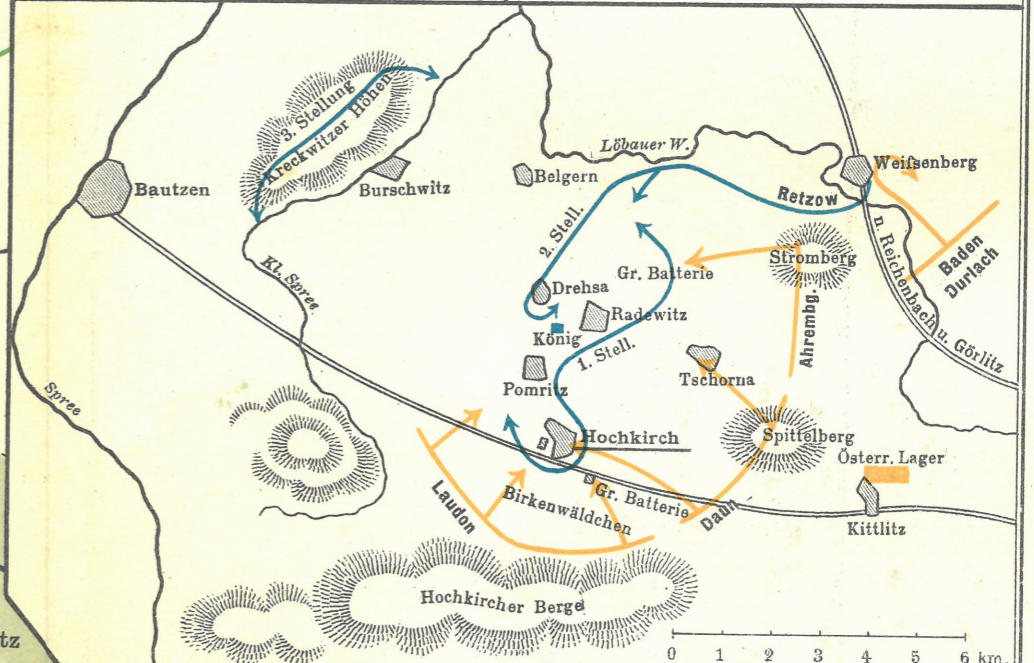 3. Stellung
Kreckwitzer Höhen
Löbauer W.
Weißenberg
Bautzen
Burschwitz
Belgern
Retzow
2. Stell.
Baden
Durlach
Stromberg
Gr. Batterie
n. Reichenbach u. Görlitz
Kl. Spree
Drehsa
Radewitz
König
Ahrembg.
1. Stell.
Tschorna
Pomritz
Spree
Hochkirch
Spittelberg
Österr. Lager
Gr. Batterie
Laudon
Birkenwäldchen
Daun
Kittlitz
Hochkircher Berge
tz
0 1 2 3 4 5 6 km.